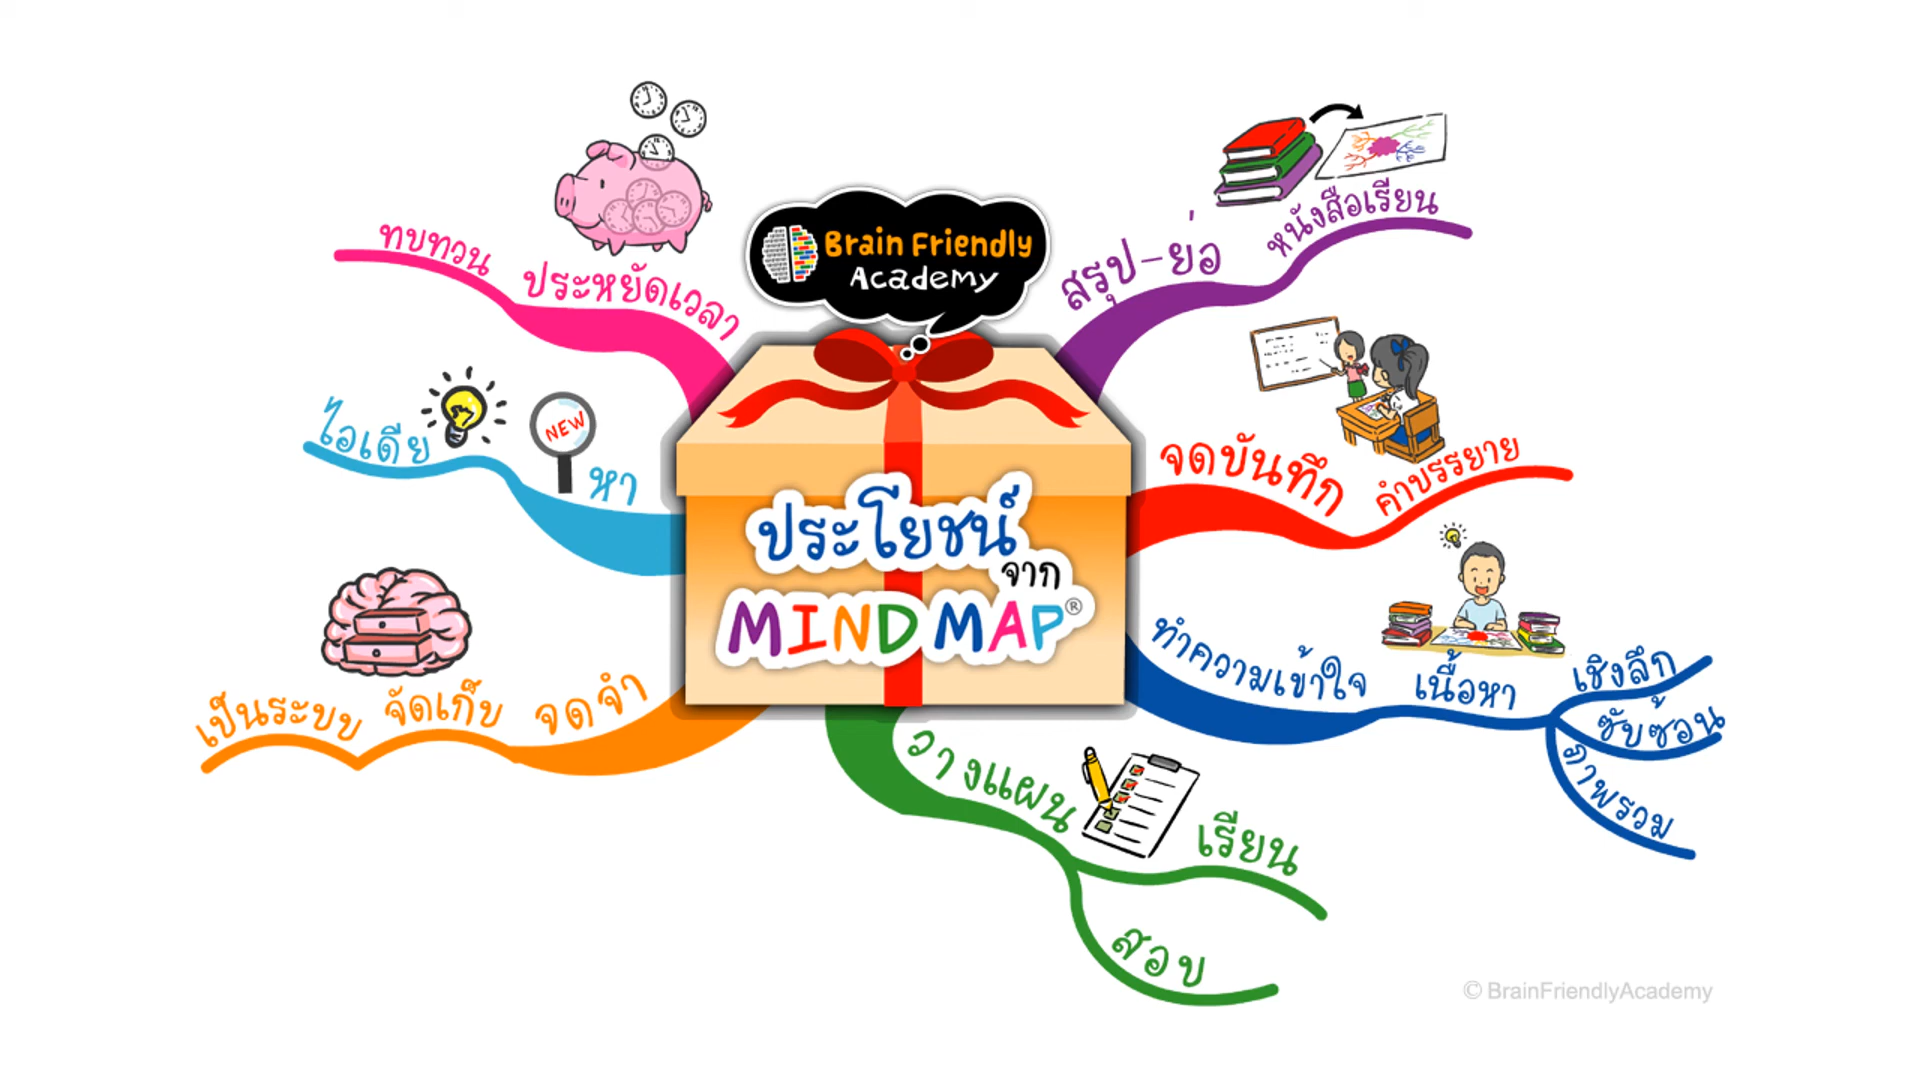 Brain Friendly
Academy
ประโยชน์
จาก
MIND MAP®
สรุป-ย่อ
หนังสือเรียน
จดบันทึก
คำบรรยาย
ทำความเข้าใจ
เนื้อหา
เชิงลึก
ซับซ้อน
ภาพรวม
วางแผน
เรียน
สอบ
จดจำ
จัดเก็บ
เป็นระบบ
หา
NEW
ไอเดีย
ประหยัดเวลา
ทบทวน
© BrainFriendlyAcademy